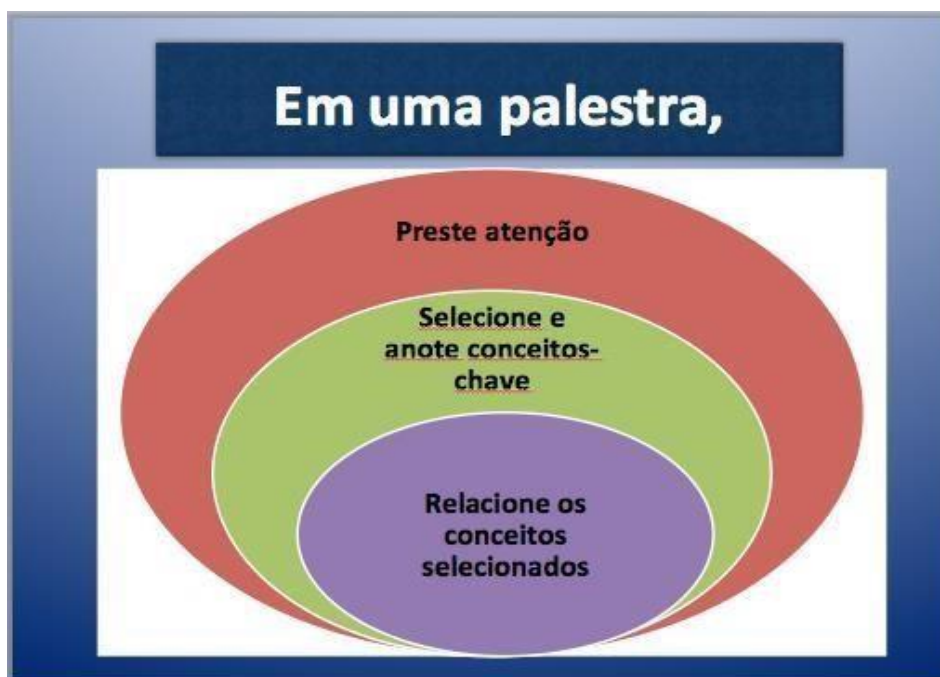 Em uma palestra,
Preste atenção
Selecione e
anote conceitos-
chave
Relacione os
conceitos
selecionados